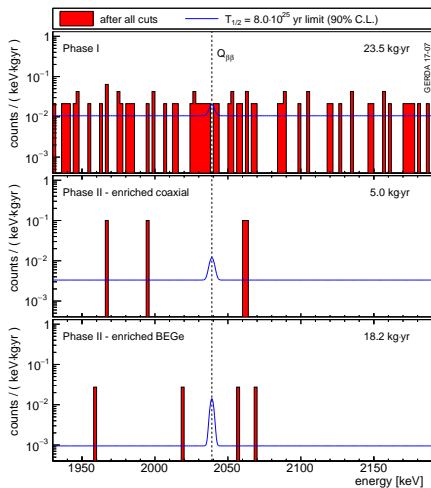 after all cuts
T1/2 = 8.0·10^25 yr limit (90% C.L.)
Phase I
Qββ
23.5 kg·yr
GERDA 17-07
counts / ( keV·kg·yr)
1
10^−1
10^−2
10^−3
Phase II - enriched coaxial
5.0 kg·yr
counts / ( keV·kg·yr)
1
10^−1
10^−2
10^−3
Phase II - enriched BEGe
18.2 kg·yr
counts / ( keV·kg·yr)
1
10^−1
10^−2
10^−3
1950
2000
2050
2100
2150
energy [keV]